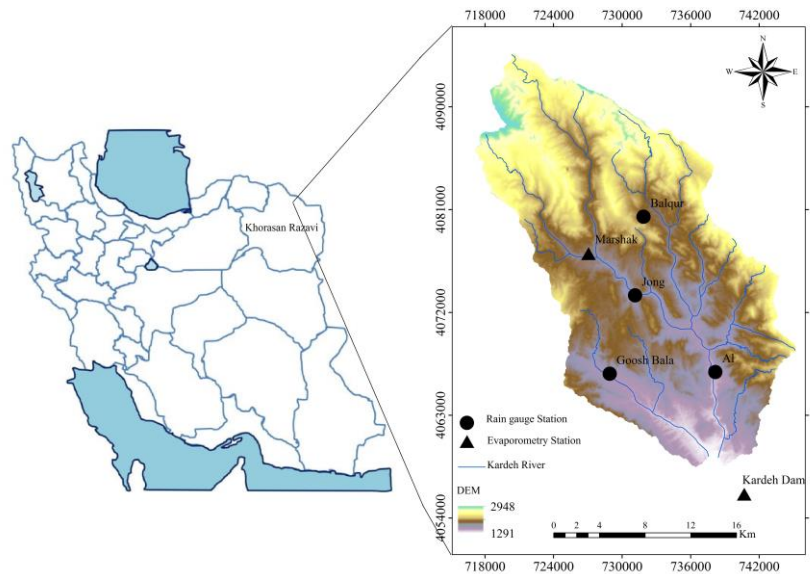 718000 724000 730000 736000 742000
N
W E
S
4090000
4081000
4072000
4063000
4054000
Khorasan Razavi
Balqur
Marshak
Jong
Goosh Bala
Al
Rain gauge Station
Evaporometry Station
Kardeh River
Kardeh Dam
DEM
2948
1291
0 2 4 8 12 16
Km
718000 724000 730000 736000 742000